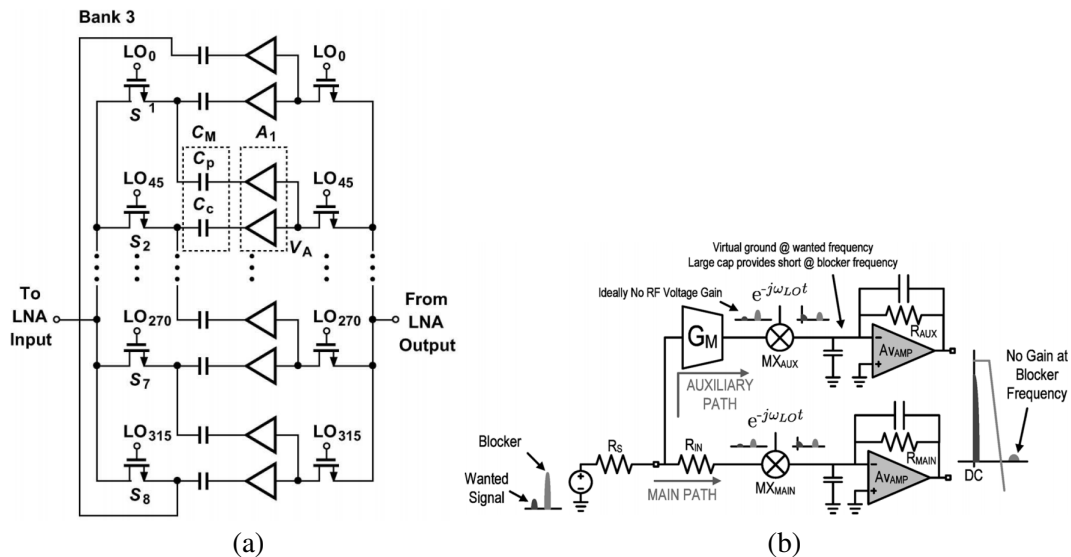 Bank 3
LO0
LO0
S1
CM
A1
Cp
LO45
LO45
Cc
S2
VA
To
LNA
Input
From
LNA
Output
LO270
LO270
S7
LO315
LO315
S8
(a)
Virtual ground @ wanted frequency
Large cap provides short @ blocker frequency
Ideally No RF Voltage Gain
e^-jωLOt
GM
MXAUX
RAUX
AvAMP
−
+
AUXILIARY
PATH
No Gain at
Blocker
Frequency
e^-jωLOt
Blocker
RS
RIN
Wanted
Signal
MAIN PATH
MXMAIN
RMAIN
AvAMP
−
+
DC
(b)